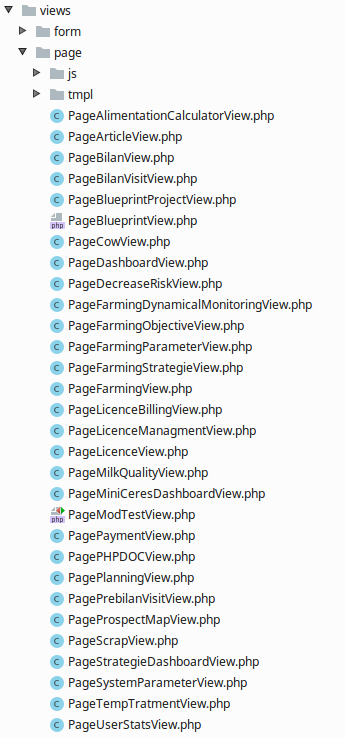 views
form
page
js
tmpl
PageAlimentationCalculatorView.php
PageArticleView.php
PageBilanView.php
PageBilanVisitView.php
PageBlueprintProjectView.php
php PageBlueprintView.php
PageCowView.php
PageDashboardView.php
PageDecreaseRiskView.php
PageFarmingDynamicalMonitoringView.php
PageFarmingObjectiveView.php
PageFarmingParameterView.php
PageFarmingStrategieView.php
PageFarmingView.php
PageLicenceBillingView.php
PageLicenceManagmentView.php
PageLicenceView.php
PageMilkQualityView.php
PageMiniCeresDashboardView.php
php PageModTestView.php
PagePaymentView.php
PagePHPDOCView.php
PagePlanningView.php
PagePrebilanVisitView.php
PageProspectMapView.php
PageScrapView.php
PageStrategieDashboardView.php
PageSystemParameterView.php
PageTempTratmentView.php
PageUserStatsView.php